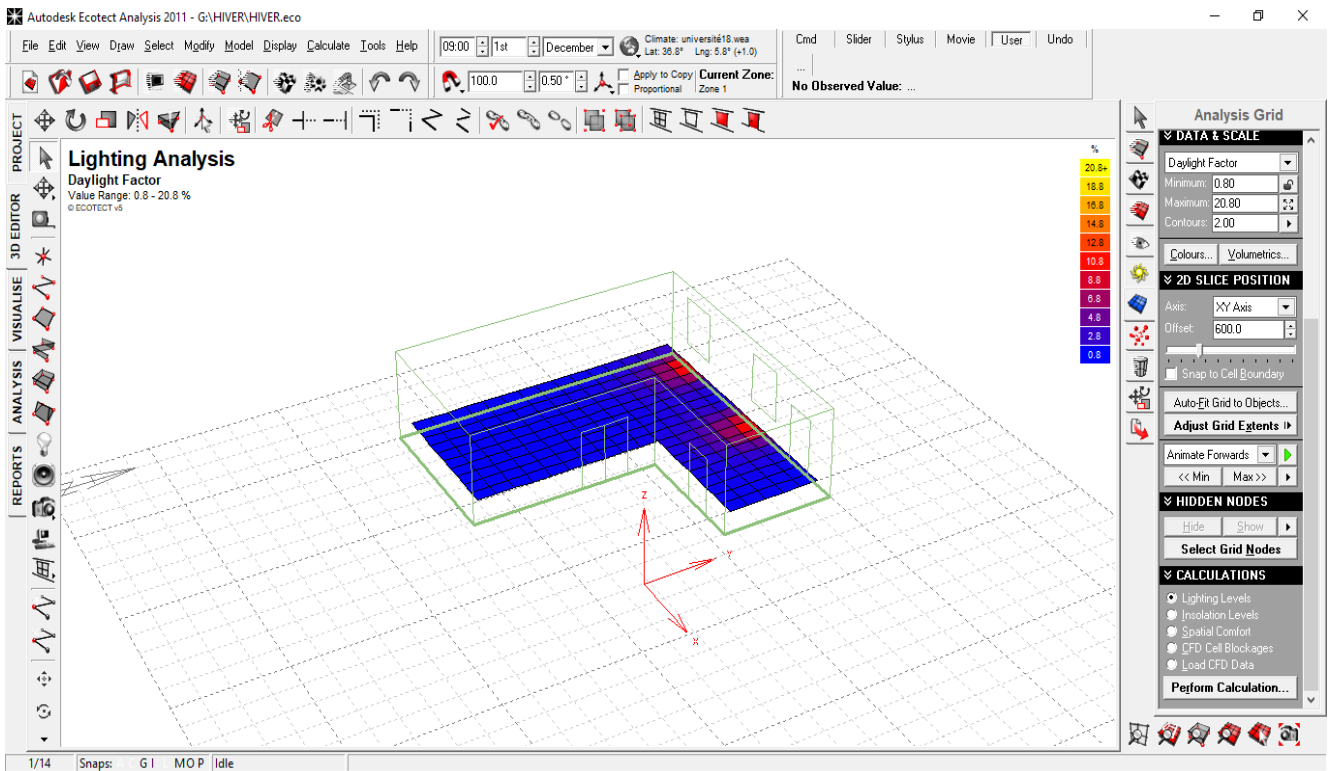 Autodesk Ecotect Analysis 2011 - G:\HIVER\HIVER.eco
File Edit View Draw Select Modify Model Display Calculate Tools Help
09:00 1st December
Climate: université18.wea
Lat: 36.8° Lng: 5.8° (+1.0)
Cmd Slider Stylus Movie User Undo
...
No Observed Value: ...
100.0 0.50 °
Apply to Copy
Proportional
Current Zone:
Zone 1
PROJECT
3D EDITOR
VISUALISE
ANALYSIS
REPORTS
Lighting Analysis
Daylight Factor
Value Range: 0.8 - 20.8 %
© ECOTECT v5
%
20.8+
18.8
16.8
14.8
12.8
10.8
8.8
6.8
4.8
2.8
0.8
Z
Y
X
Analysis Grid
DATA & SCALE
Daylight Factor
Minimum: 0.80
Maximum: 20.80
Contours: 2.00
Colours... Volumetrics...
2D SLICE POSITION
Axis: XY Axis
Offset: 600.0
Snap to Cell Boundary
Auto-Fit Grid to Objects...
Adjust Grid Extents
Animate Forwards
<< Min Max >>
HIDDEN NODES
Hide Show
Select Grid Nodes
CALCULATIONS
Lighting Levels
Insolation Levels
Spatial Comfort
CFD Cell Blockages
Load CFD Data
Perform Calculation...
1/14 Snaps: A C G I L M O P Idle